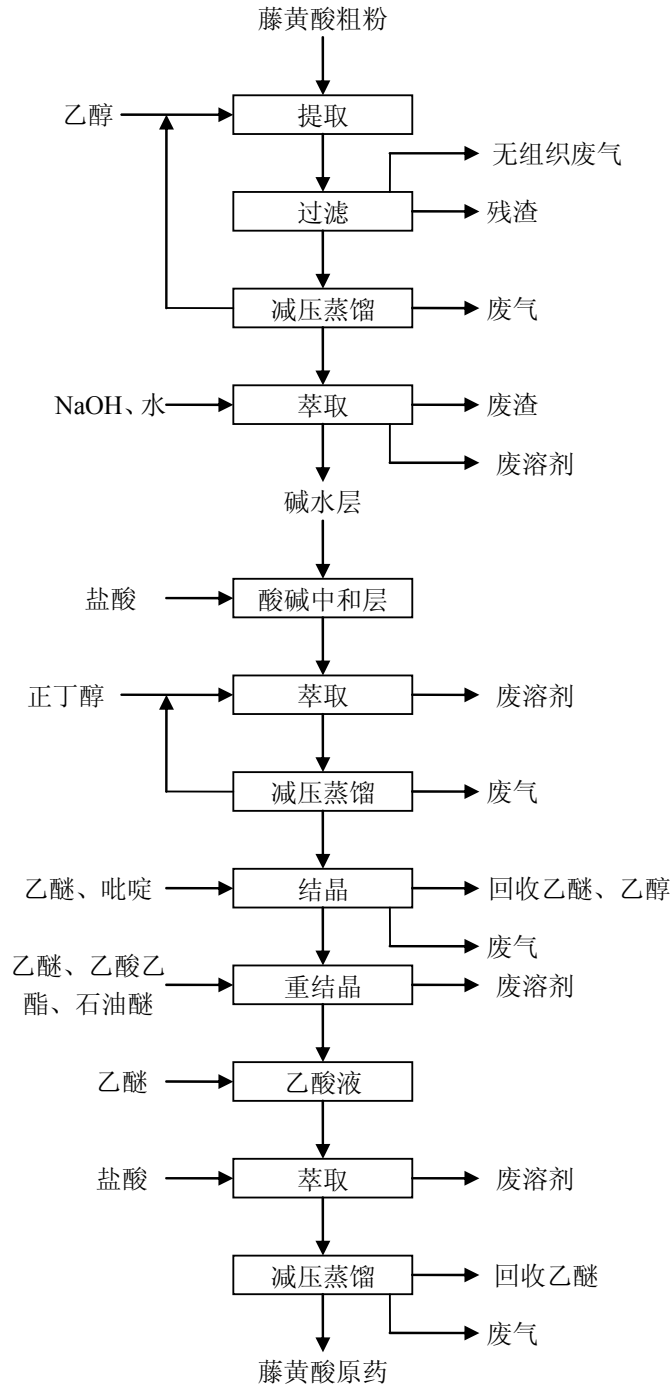 藤黄酸粗粉
乙醇
提取
无组织废气
过滤
残渣
减压蒸馏
废气
NaOH、水
萃取
废渣
废溶剂
碱水层
盐酸
酸碱中和层
正丁醇
萃取
废溶剂
减压蒸馏
废气
乙醚、吡啶
结晶
回收乙醚、乙醇
废气
乙醚、乙酸乙
酯、石油醚
重结晶
废溶剂
乙醚
乙酸液
盐酸
萃取
废溶剂
减压蒸馏
回收乙醚
废气
藤黄酸原药